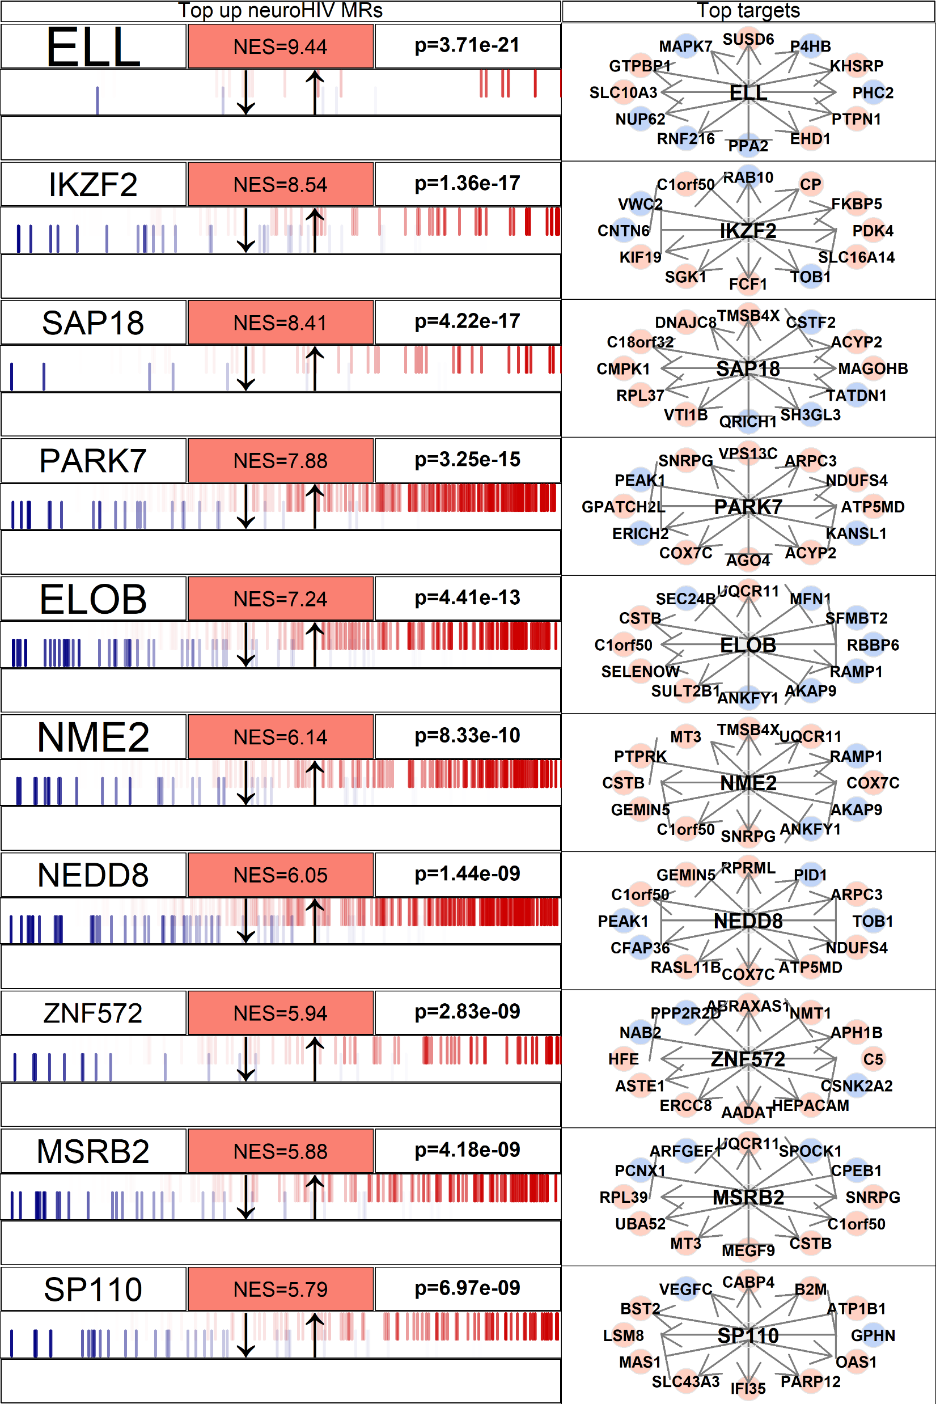 Top up neuroHIV MRs
Top targets
ELL
NES=9.44
p=3.71e-21
SUSD6
MAPK7
P4HB
GTPBP1
KHSRP
SLC10A3
ELL
PHC2
NUP62
PTPN1
RNF216
EHD1
PPA2
IKZF2
NES=8.54
p=1.36e-17
RAB10
C1orf50
CP
VWC2
FKBP5
CNTN6
IKZF2
PDK4
KIF19
SLC16A14
SGK1
TOB1
FCF1
SAP18
NES=8.41
p=4.22e-17
TMSB4X
DNAJC8
CSTF2
C18orf32
ACYP2
CMPK1
SAP18
MAGOHB
RPL37
TATDN1
VTI1B
SH3GL3
QRICH1
PARK7
NES=7.88
p=3.25e-15
VPS13C
SNRPG
ARPC3
PEAK1
NDUFS4
GPATCH2L
PARK7
ATP5MD
ERICH2
KANSL1
COX7C
ACYP2
AGO4
ELOB
NES=7.24
p=4.41e-13
UQCR11
SEC24B
MFN1
CSTB
SFMBT2
C1orf50
ELOB
RBBP6
SELENOW
RAMP1
SULT2B1
AKAP9
ANKFY1
NME2
NES=6.14
p=8.33e-10
TMSB4X
MT3
UQCR11
PTPRK
RAMP1
CSTB
NME2
COX7C
GEMIN5
AKAP9
C1orf50
ANKFY1
SNRPG
NEDD8
NES=6.05
p=1.44e-09
RPRML
GEMIN5
PID1
C1orf50
ARPC3
PEAK1
NEDD8
TOB1
CFAP36
NDUFS4
RASL11B
ATP5MD
COX7C
ZNF572
NES=5.94
p=2.83e-09
ABRAXAS1
PPP2R2D
NMT1
NAB2
APH1B
HFE
ZNF572
C5
ASTE1
CSNK2A2
ERCC8
HEPACAM
AADAT
MSRB2
NES=5.88
p=4.18e-09
UQCR11
ARFGEF1
SPOCK1
PCNX1
CPEB1
RPL39
MSRB2
SNRPG
UBA52
C1orf50
MT3
CSTB
MEGF9
SP110
NES=5.79
p=6.97e-09
CABP4
VEGFC
B2M
BST2
ATP1B1
LSM8
SP110
GPHN
MAS1
OAS1
SLC43A3
PARP12
IFI35